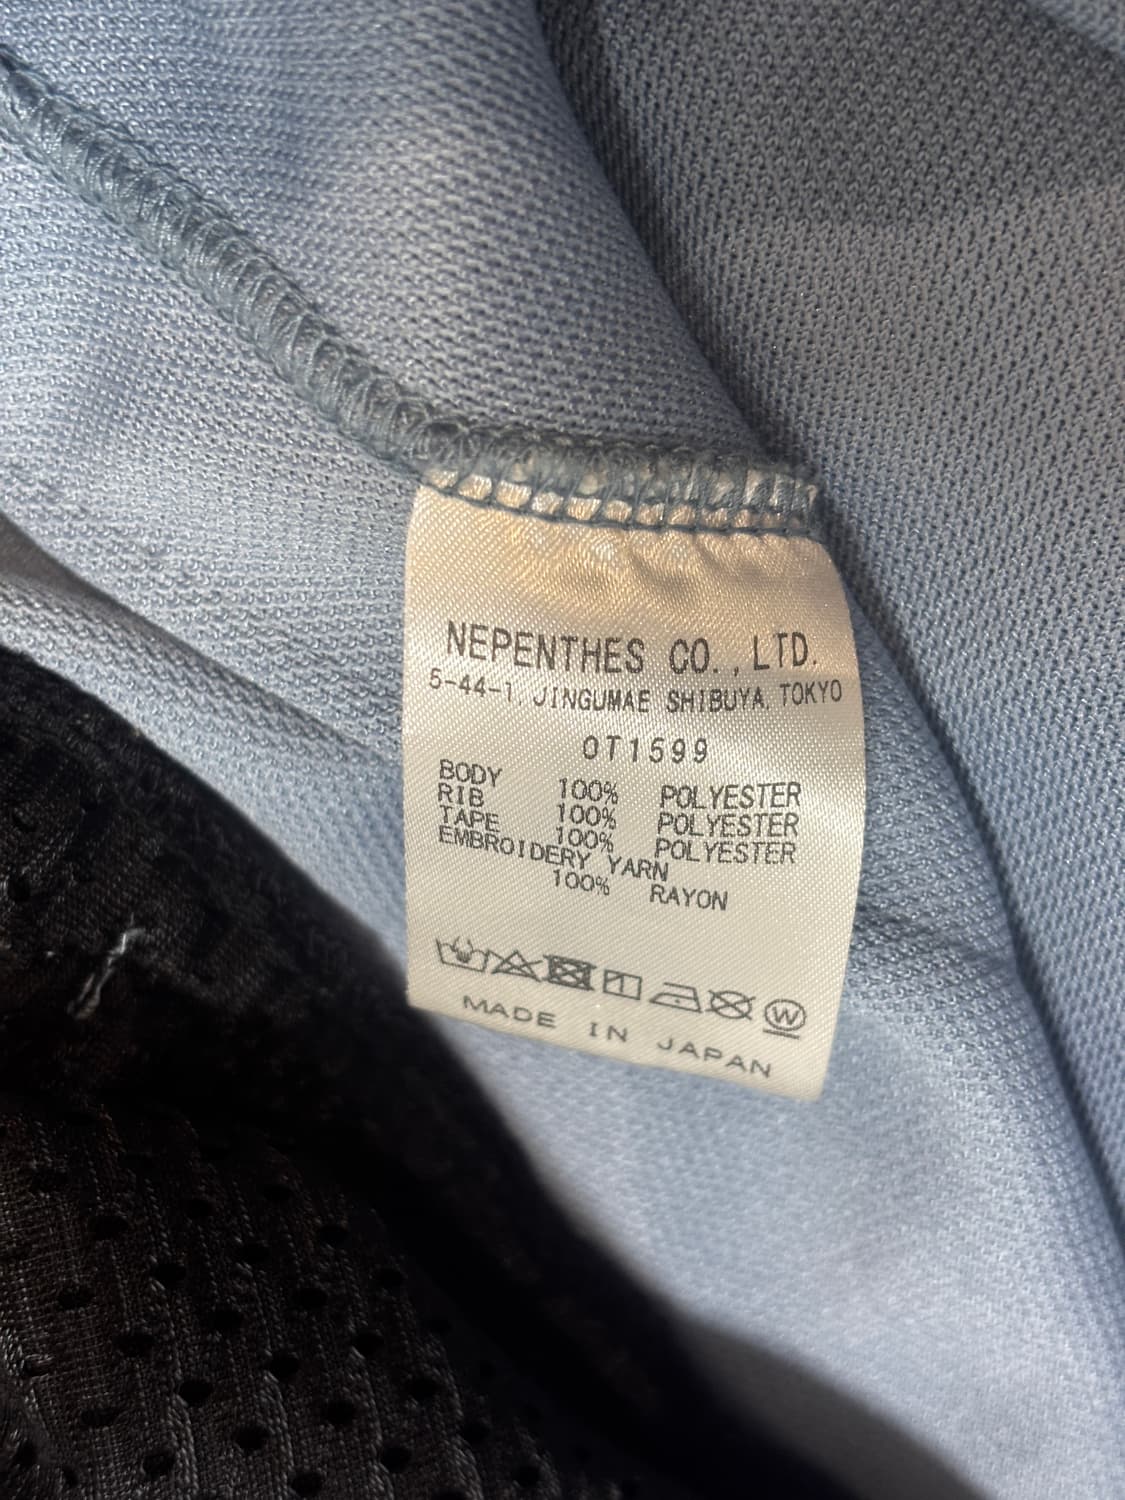 NEPENTHES CO.,LTD.
5-44-1, JINGUMAE SHIBUYA, TOKYO
OT1599
BODY 100% POLYESTER
RIB 100% POLYESTER
TAPE 100% POLYESTER
EMBROIDERY YARN
100% RAYON
W
MADE IN JAPAN